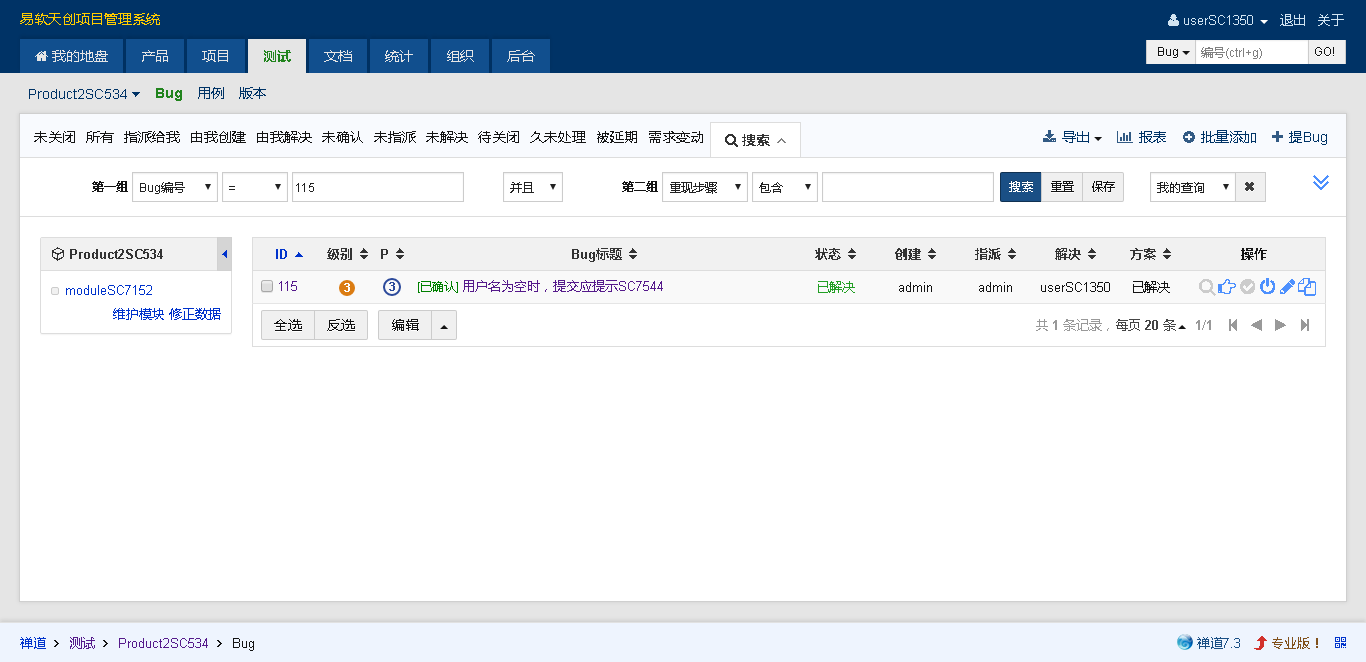 易软天创项目管理系统
userSC1350 退出 关于
我的地盘 产品 项目 测试 文档 统计 组织 后台
Bug 编号(ctrl+g) GO!
Product2SC534 Bug 用例 版本
未关闭 所有 指派给我 由我创建 由我解决 未确认 未指派 未解决 待关闭 久未处理 被延期 需求变动 搜索 导出 报表 批量添加 提Bug
第一组 Bug编号 = 115 并且 第二组 重现步骤 包含 搜索 重置 保存 我的查询
Product2SC534
moduleSC7152
维护模块 修正数据
ID 级别 P Bug标题 状态 创建 指派 解决 方案 操作
115 3 3 [已确认] 用户名为空时，提交应提示SC7544 已解决 admin admin userSC1350 已解决
全选 反选 编辑 共 1 条记录， 每页 20 条 1/1
禅道 测试 Product2SC534 Bug 禅道7.3 专业版！